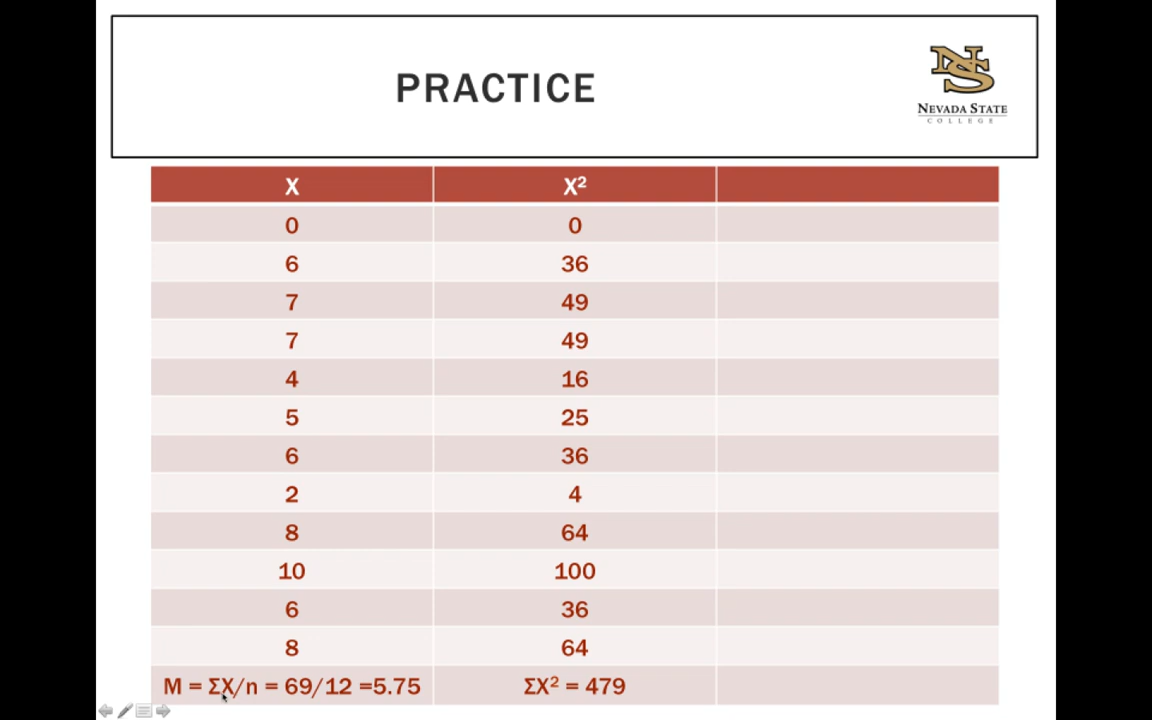 PRACTICE
NS
NEVADA STATE
COLLEGE
X X²
0 0
6 36
7 49
7 49
4 16
5 25
6 36
2 4
8 64
10 100
6 36
8 64
M = ΣX/n = 69/12 =5.75 ΣX² = 479